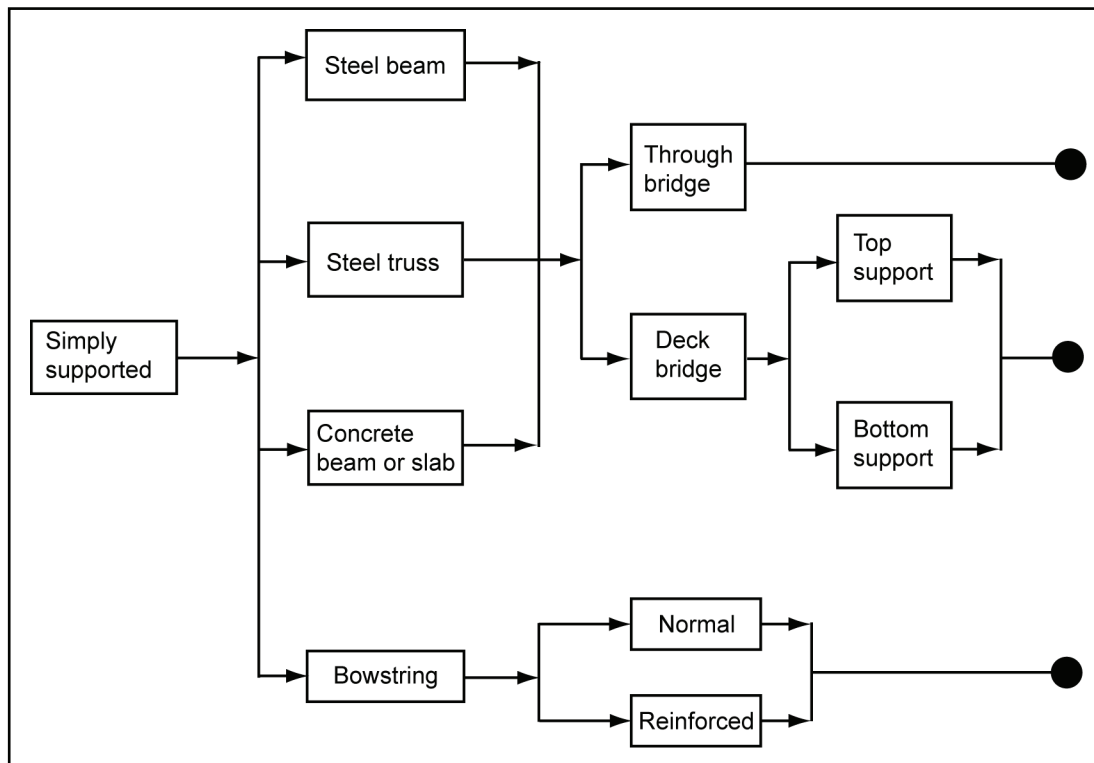 Steel beam
Through
bridge
Top
support
Steel truss
Simply
supported
Deck
bridge
Concrete
beam or slab
Bottom
support
Normal
Bowstring
Reinforced